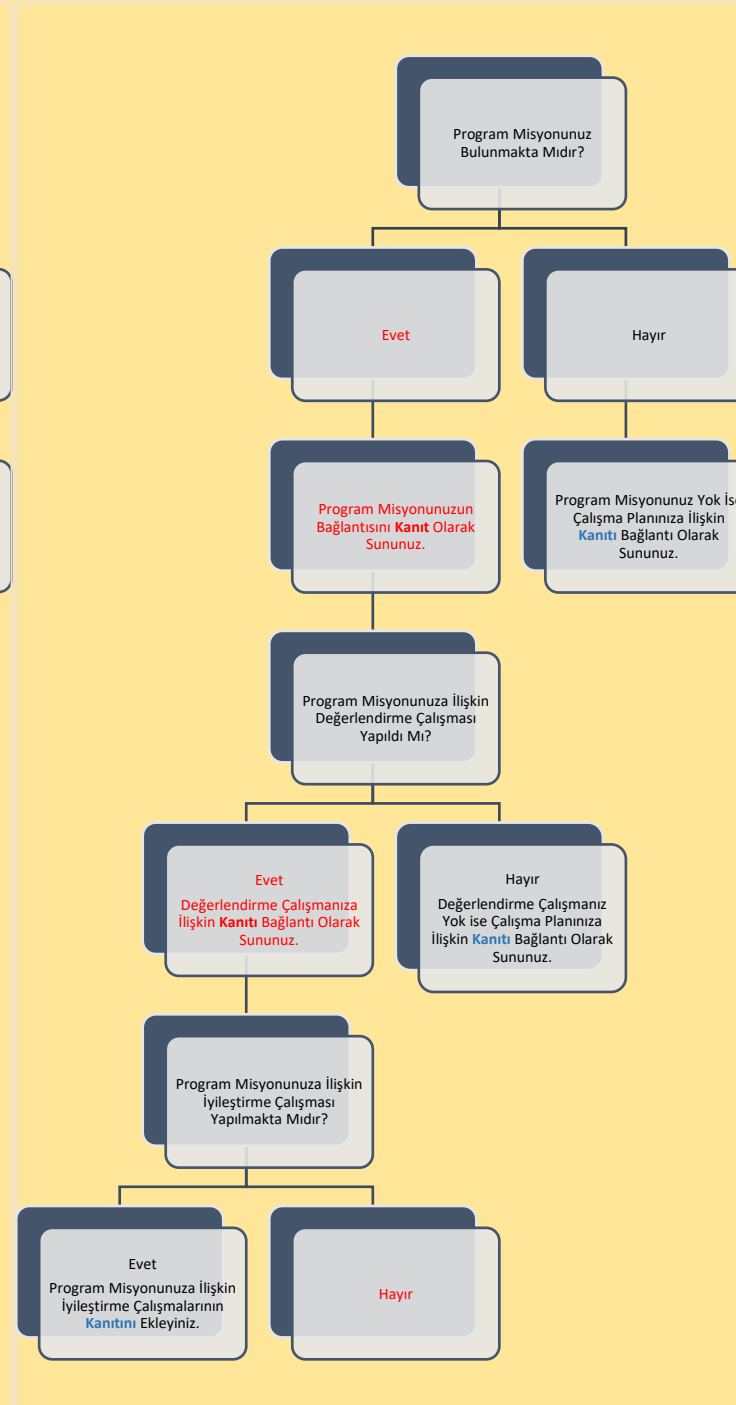 Program Misyonunuz
Bulunmakta Mıdır?
Evet
Hayır
Program Misyonunuzun
Bağlantısını Kanıt Olarak
Sununuz.
Program Misyonunuz Yok İse
Çalışma Planınıza İlişkin
Kanıtı Bağlantı Olarak
Sununuz.
Program Misyonunuza İlişkin
Değerlendirme Çalışması
Yapıldı Mı?
Evet
Değerlendirme Çalışmanıza
İlişkin Kanıtı Bağlantı Olarak
Sununuz.
Hayır
Değerlendirme Çalışmanız
Yok ise Çalışma Planınıza
İlişkin Kanıtı Bağlantı Olarak
Sununuz.
Program Misyonunuza İlişkin
İyileştirme Çalışması
Yapılmakta Mıdır?
Evet
Program Misyonunuza İlişkin
İyileştirme Çalışmalarının
Kanıtını Ekleyiniz.
Hayır